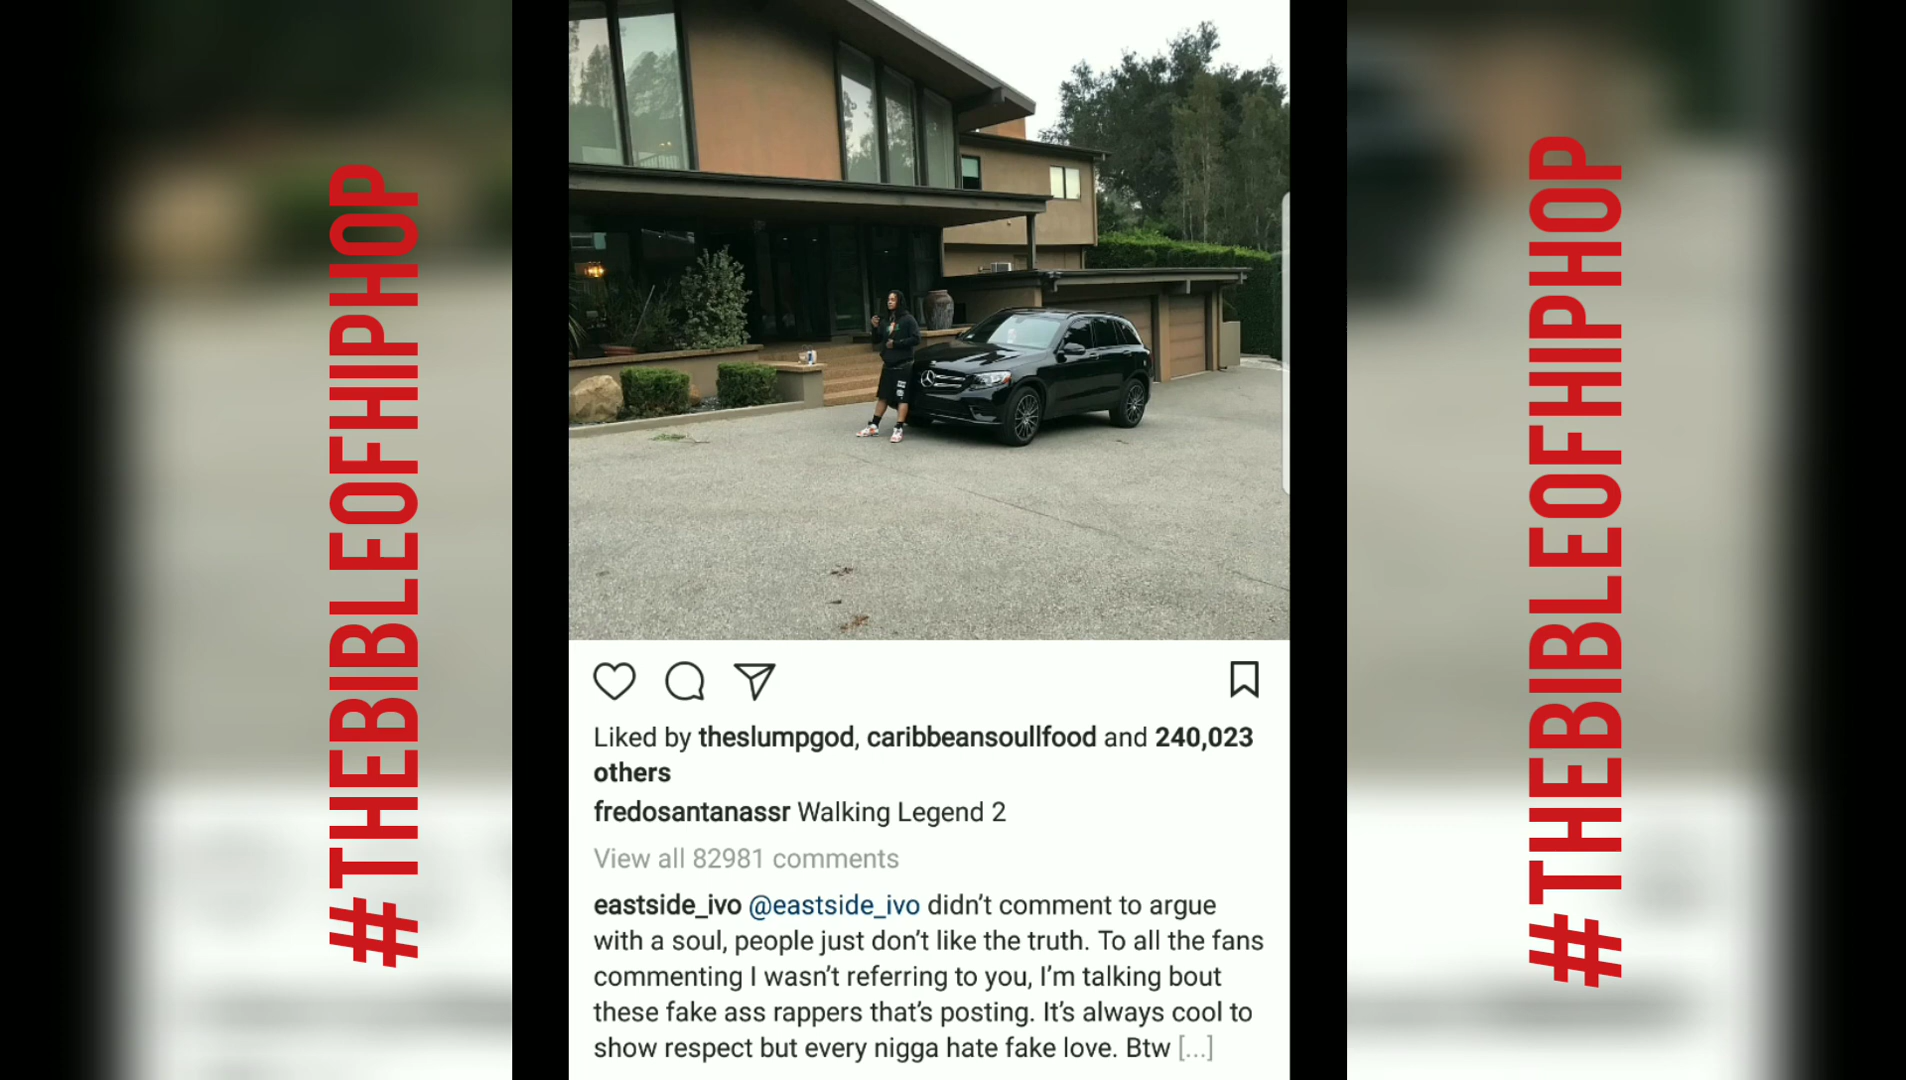 #THEBIBLEOFHIPHOP
Liked by theslumpgod, caribbeansoullfood and 240,023
others
fredosantanassr Walking Legend 2
View all 82981 comments
eastside_ivo @eastside_ivo didn't comment to argue
with a soul, people just don't like the truth. To all the fans
commenting I wasn't referring to you, I'm talking bout
these fake ass rappers that's posting. It's always cool to
show respect but every nigga hate fake love. Btw [...]
#THEBIBLEOFHIPHOP